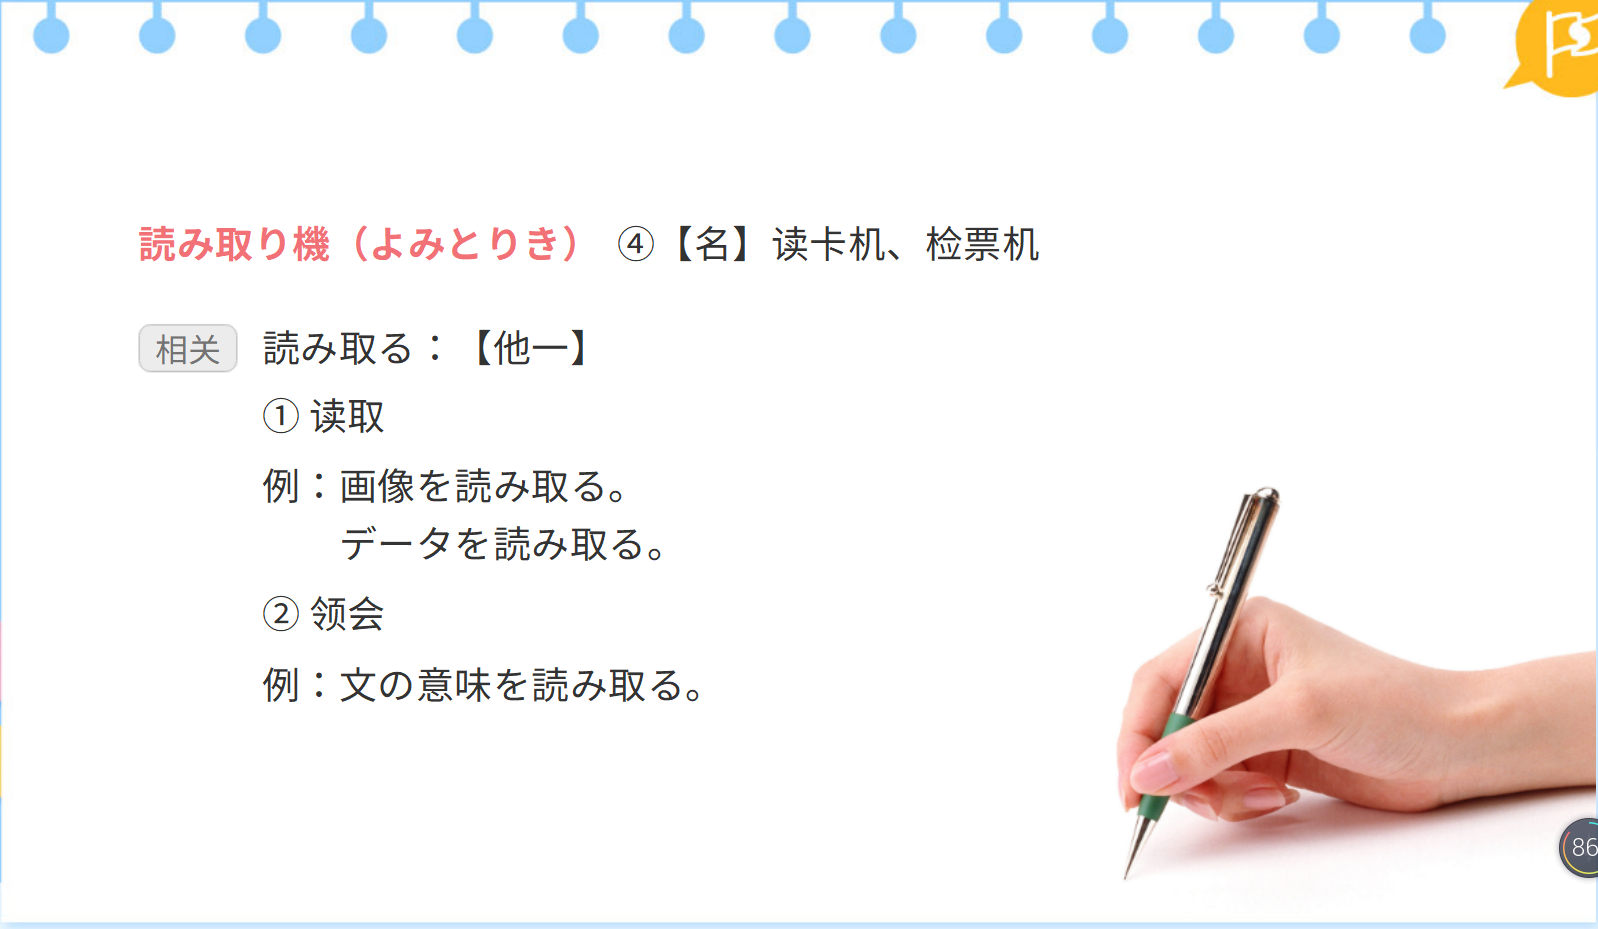 読み取り機（よみとりき） ④【名】读卡机、检票机
相关 読み取る：【他一】
① 读取
例：画像を読み取る。
データを読み取る。
② 领会
例：文の意味を読み取る。
86